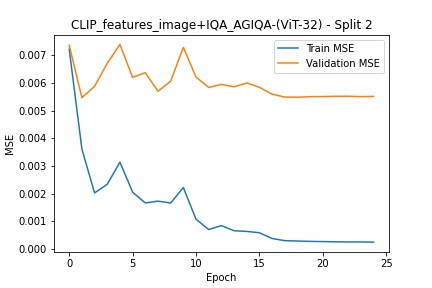 CLIP_features_image+IQA_AGIQA-(ViT-32) - Split 2
Train MSE
Validation MSE
MSE
0.007
0.006
0.005
0.004
0.003
0.002
0.001
0.000
0 5 10 15 20 25
Epoch